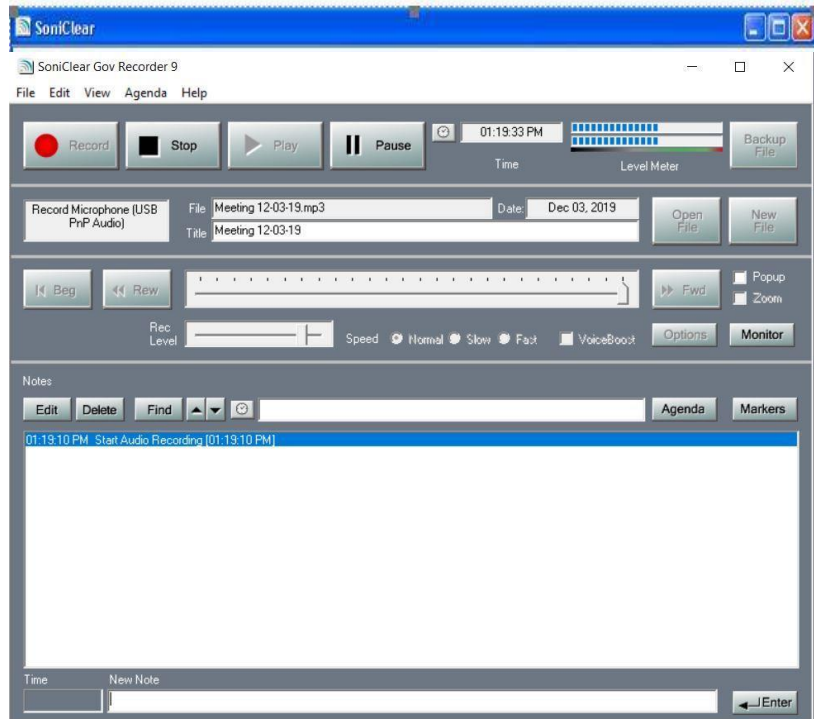 SoniClear
SoniClear Gov Recorder 9
File Edit View Agenda Help
Record Stop Play Pause 01:19:33 PM Backup File
Time Level Meter
Record Microphone (USB PnP Audio)
File Meeting 12-03-19.mp3 Date: Dec 03, 2019
Title Meeting 12-03-19
Open File New File
Beg Rew Fwd Popup
Zoom
Rec Level Speed Normal Slow Fast VoiceBoost Options Monitor
Notes
Edit Delete Find Agenda Markers
01:19:10 PM Start Audio Recording [01:19:10 PM]
Time New Note
Enter